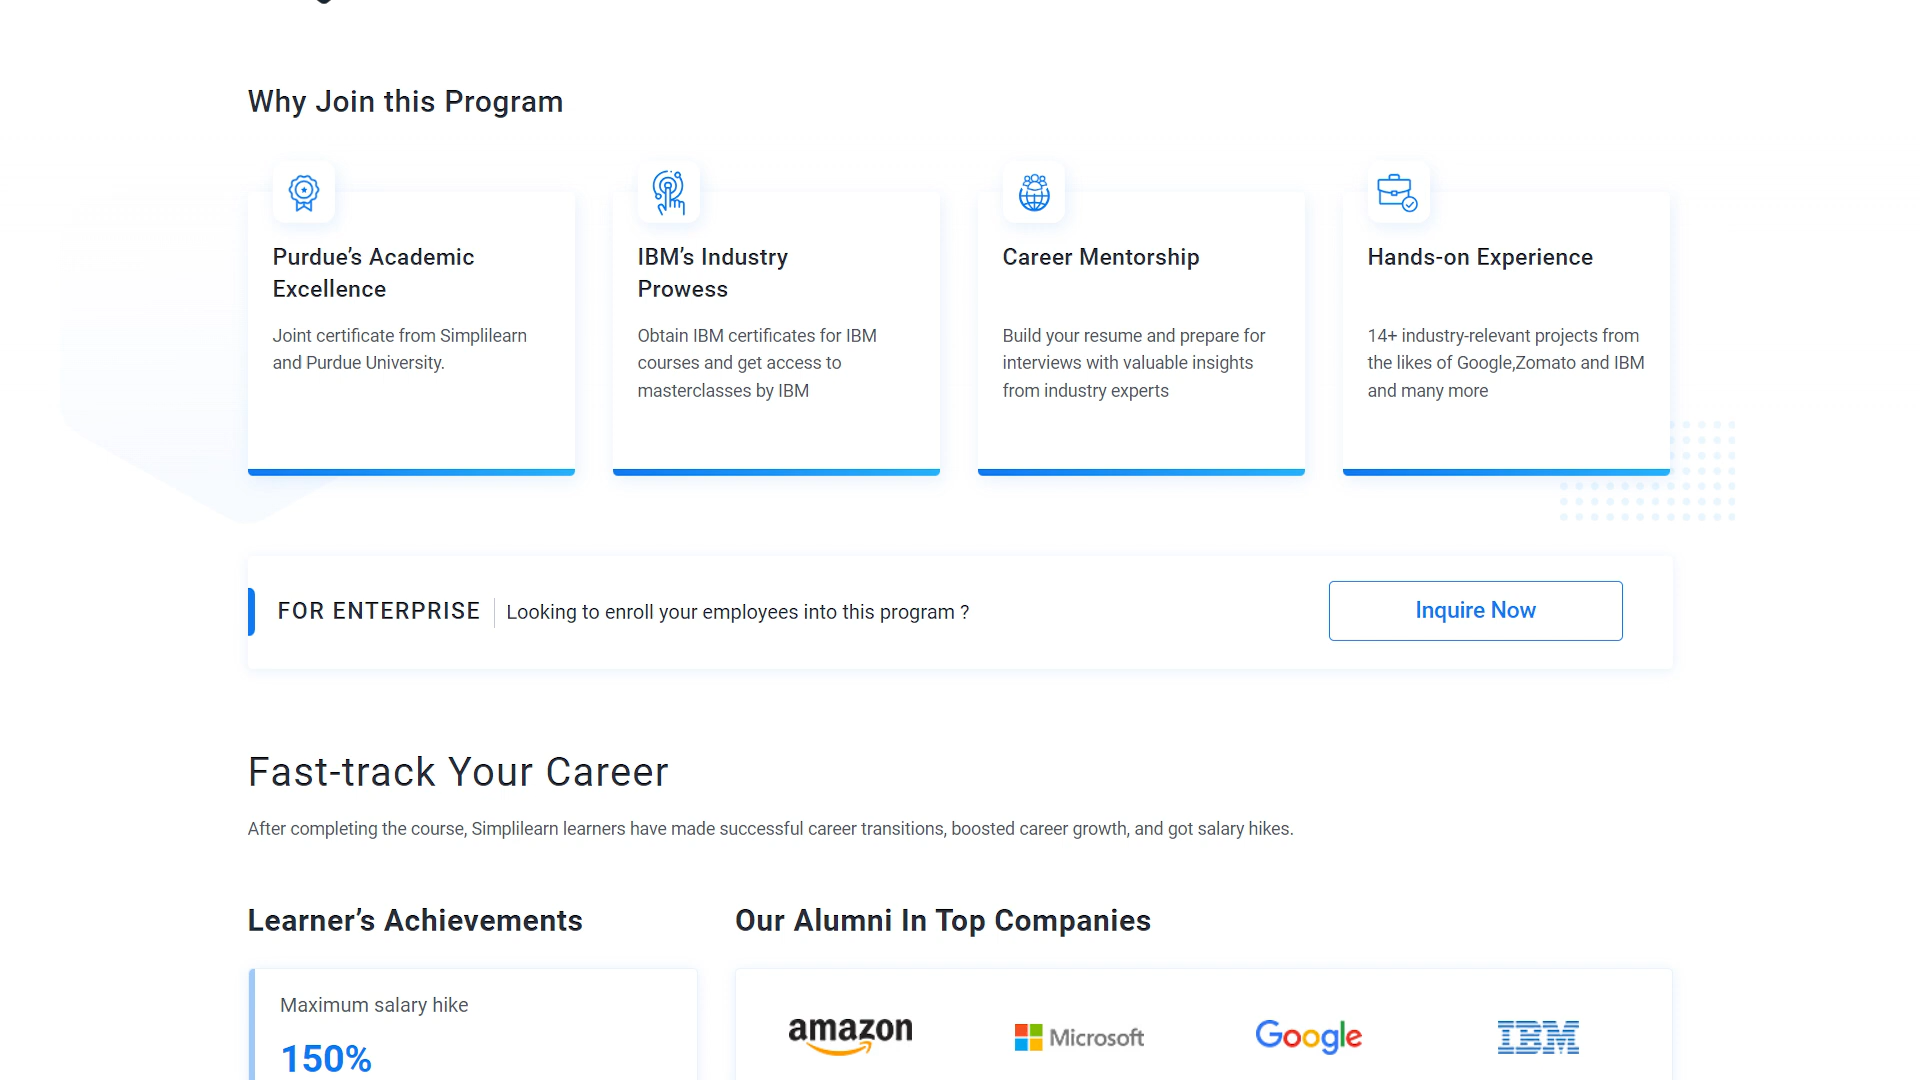 Why Join this Program
Purdue’s Academic
Excellence
Joint certificate from Simplilearn
and Purdue University.
IBM’s Industry
Prowess
Obtain IBM certificates for IBM
courses and get access to
masterclasses by IBM
Career Mentorship
Build your resume and prepare for
interviews with valuable insights
from industry experts
Hands-on Experience
14+ industry-relevant projects from
the likes of Google,Zomato and IBM
and many more
FOR ENTERPRISE
Looking to enroll your employees into this program ?
Inquire Now
Fast-track Your Career
After completing the course, Simplilearn learners have made successful career transitions, boosted career growth, and got salary hikes.
Learner’s Achievements
Maximum salary hike
150%
Our Alumni In Top Companies
amazon
Microsoft
Google
IBM